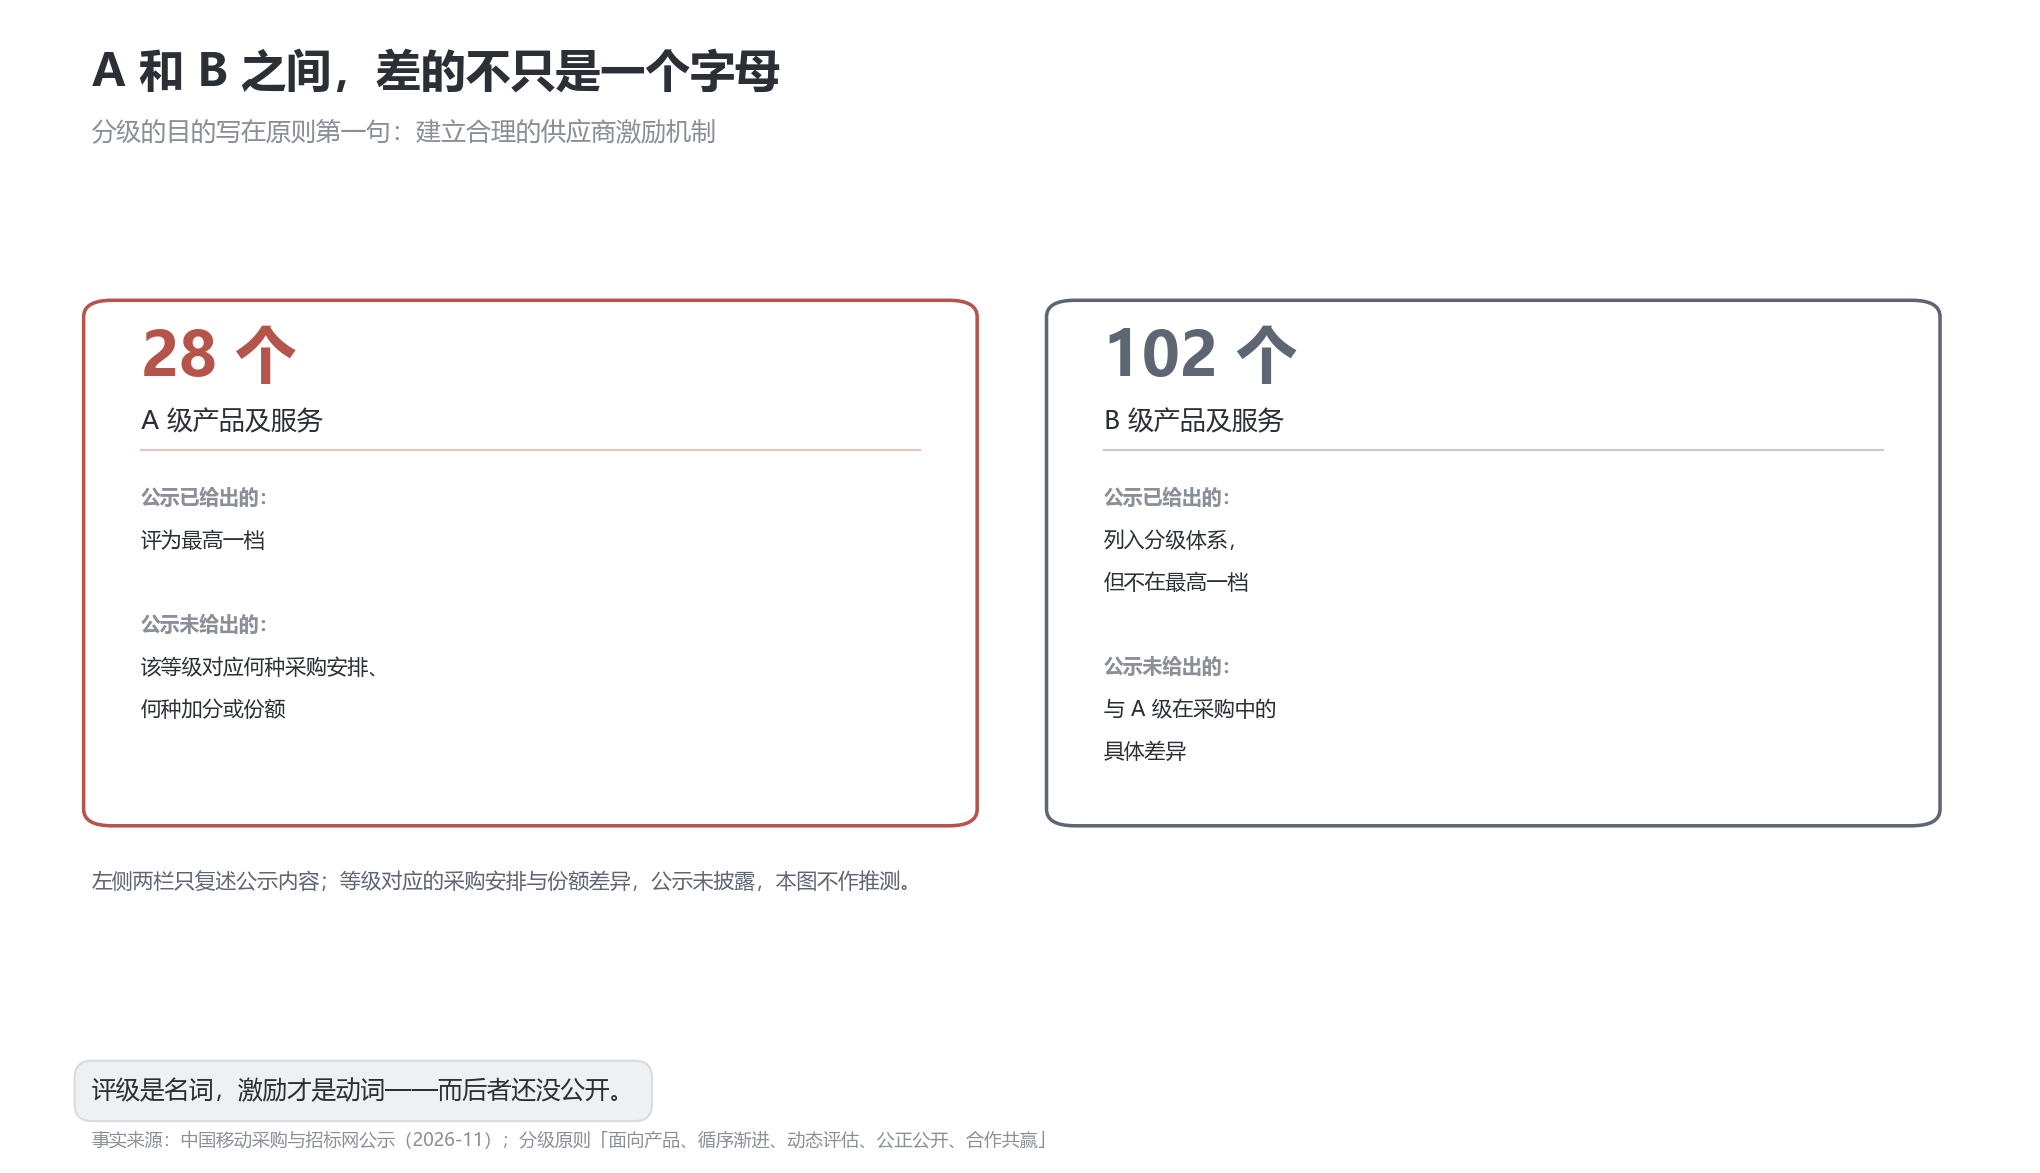 A 和 B 之间，差的不只是一个字母
分级的目的写在原则第一句：建立合理的供应商激励机制
28 个
A 级产品及服务
公示已给出的：
评为最高一档
公示未给出的：
该等级对应何种采购安排、
何种加分或份额
102 个
B 级产品及服务
公示已给出的：
列入分级体系，
但不在最高一档
公示未给出的：
与 A 级在采购中的
具体差异
左侧两栏只复述公示内容；等级对应的采购安排与份额差异，公示未披露，本图不作推测。
评级是名词，激励才是动词——而后者还没公开。
事实来源：中国移动采购与招标网公示（2026-11）；分级原则「面向产品、循序渐进、动态评估、公正公开、合作共赢」